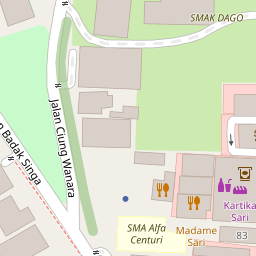 SMAK DAGO
Jalan Ciung Wanara
Badak Singa
Kartika
Sari
SMA Alfa
Centuri
Madame
Sari
83